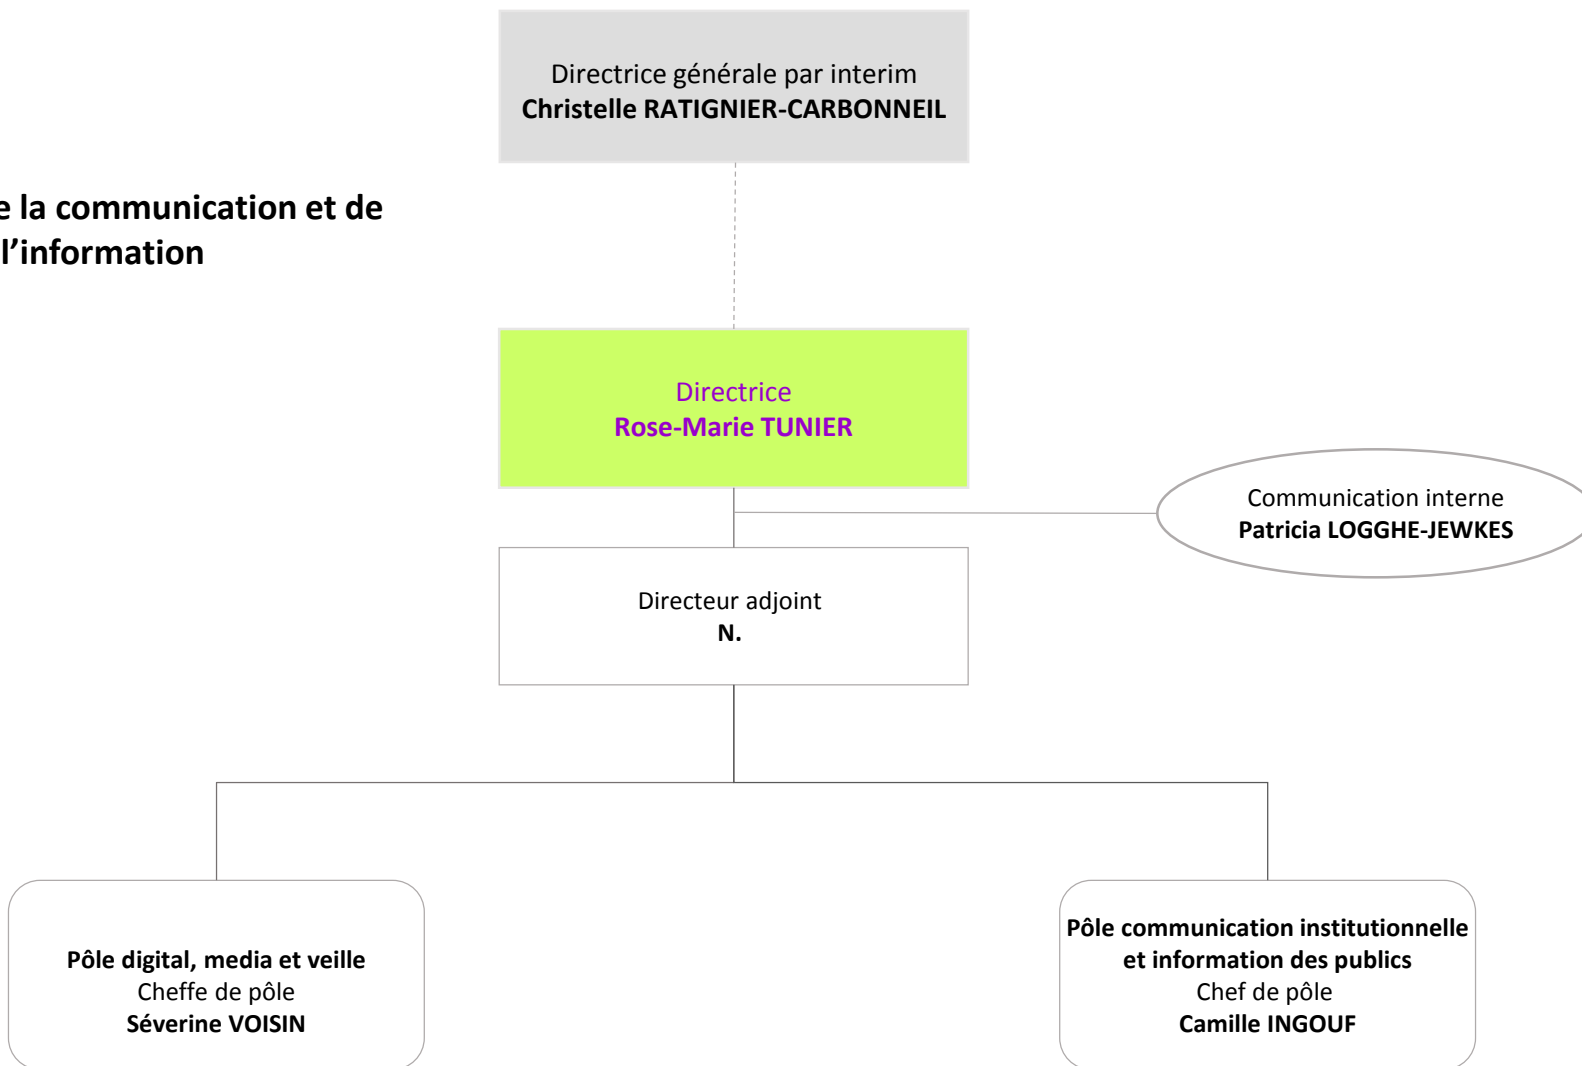 Directrice générale par interim
Christelle RATIGNIER-CARBONNEIL
e la communication et de
l’information
Directrice
Rose-Marie TUNIER
Communication interne
Patricia LOGGHE-JEWKES
Directeur adjoint
N.
Pôle digital, media et veille
Cheffe de pôle
Séverine VOISIN
Pôle communication institutionnelle
et information des publics
Chef de pôle
Camille INGOUF